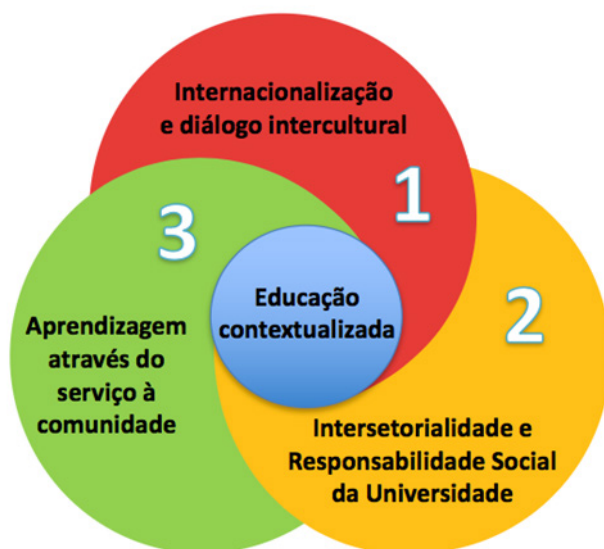 Internacionalização
e diálogo intercultural
1
3
Educação
contextualizada
2
Aprendizagem
através do
serviço à
comunidade
Intersetorialidade e
Responsabilidade Social
da Universidade